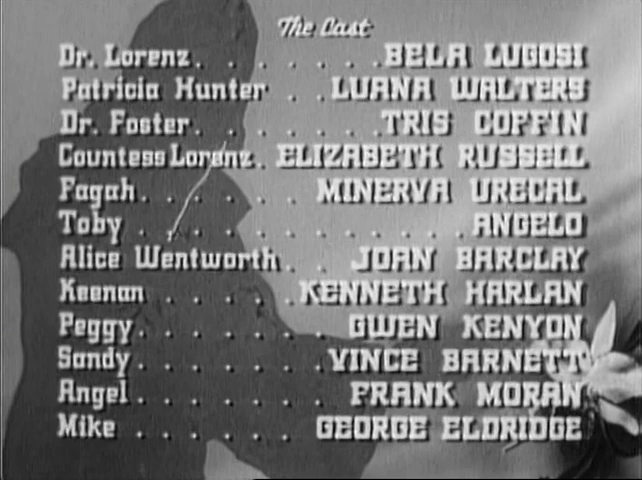 The Cast
Dr. Lorenz. . . . . . . .BELA LUGOSI
Patricia Hunter . . .LUANA WALTERS
Dr. Foster. . . . . . . .TRIS COFFIN
Countess Lorenz. ELIZABETH RUSSELL
Fagah. . . . . . MINERVA URECAL
Toby . . . . . . . . . . . .ANGELO
Alice Wentworth. . JOAN BARCLAY
Keenan . . . . .KENNETH HARLAN
Peggy. . . . . . . GWEN KENYON
Sandy. . . . . . .VINCE BARNETT
Angel. . . . . . . FRANK MORAN
Mike . . . . . . GEORGE ELDRIDGE